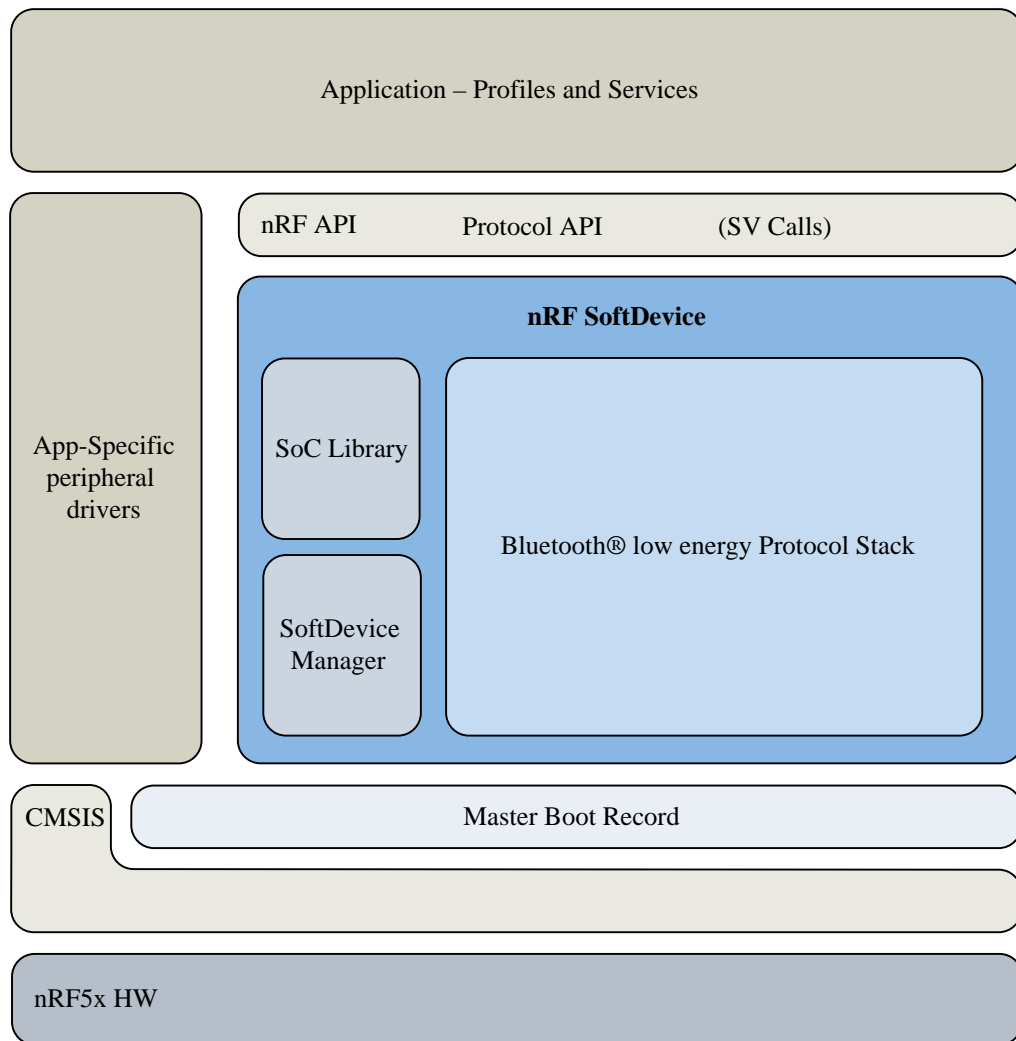 Application – Profiles and Services
nRF API
Protocol API
(SV Calls)
nRF SoftDevice
App-Specific
peripheral
drivers
SoC Library
Bluetooth® low energy Protocol Stack
SoftDevice
Manager
CMSIS
Master Boot Record
nRF5x HW